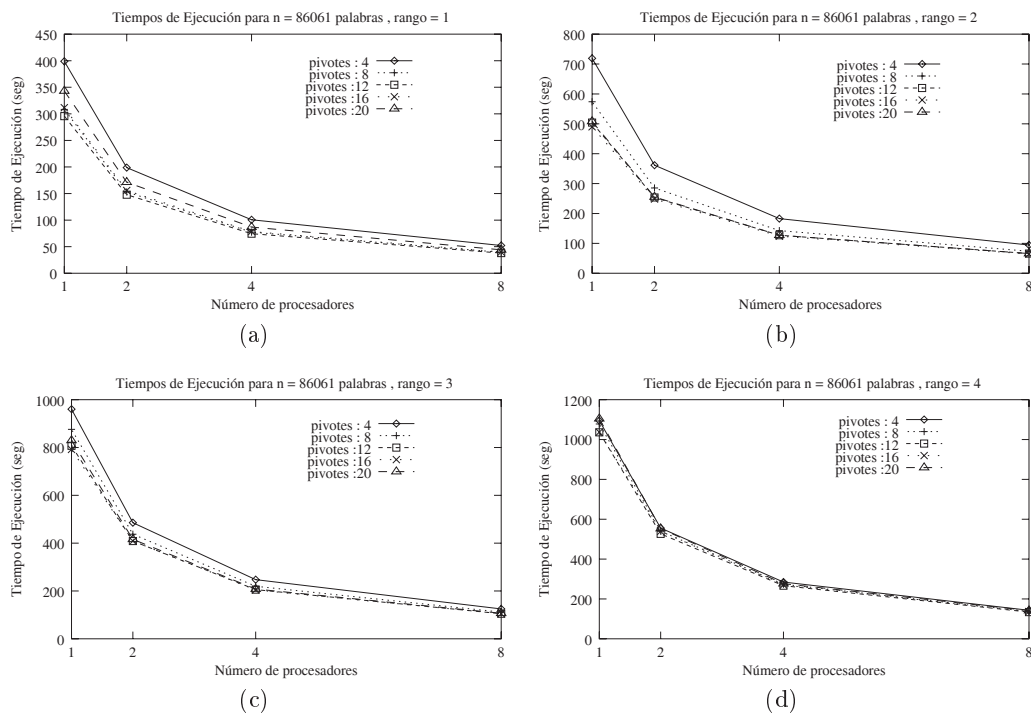 Tiempos de Ejecución para n = 86061 palabras , rango = 1
450
400
350
300
250
200
150
100
50
0
Tiempo de Ejecución (seg)
pivotes : 4
pivotes : 8
pivotes :12
pivotes :16
pivotes :20
1 2 4 8
Número de procesadores
(a)
Tiempos de Ejecución para n = 86061 palabras , rango = 2
800
700
600
500
400
300
200
100
0
Tiempo de Ejecución (seg)
pivotes : 4
pivotes : 8
pivotes :12
pivotes :16
pivotes :20
1 2 4 8
Número de procesadores
(b)
Tiempos de Ejecución para n = 86061 palabras , rango = 3
1000
800
600
400
200
0
Tiempo de Ejecución (seg)
pivotes : 4
pivotes : 8
pivotes :12
pivotes :16
pivotes :20
1 2 4 8
Número de procesadores
(c)
Tiempos de Ejecución para n = 86061 palabras , rango = 4
1200
1000
800
600
400
200
0
Tiempo de Ejecución (seg)
pivotes : 4
pivotes : 8
pivotes :12
pivotes :16
pivotes :20
1 2 4 8
Número de procesadores
(d)